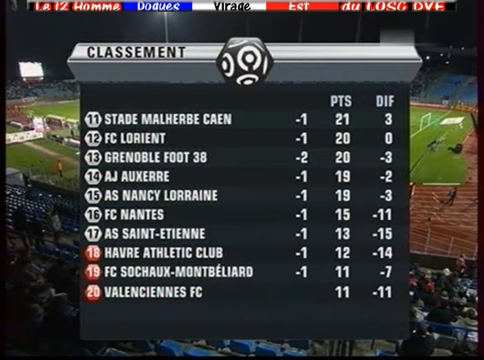 Le 12 Homme Dogues Virage Est du LOSC DVE
CLASSEMENT
PTS DIF
11 STADE MALHERBE CAEN -1 21 3
12 FC LORIENT -1 20 0
13 GRENOBLE FOOT 38 -2 20 -3
14 AJ AUXERRE -1 19 -2
15 AS NANCY LORRAINE -1 19 -3
16 FC NANTES -1 15 -11
17 AS SAINT-ETIENNE -1 13 -15
18 HAVRE ATHLETIC CLUB -1 12 -14
19 FC SOCHAUX-MONTBÉLIARD -1 11 -7
20 VALENCIENNES FC 11 -11